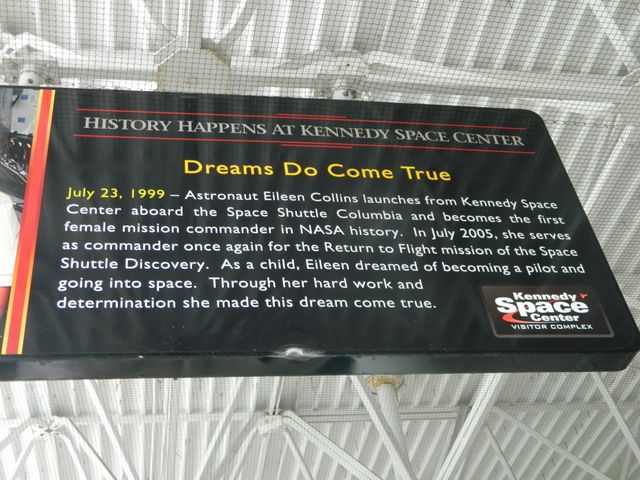 HISTORY HAPPENS AT KENNEDY SPACE CENTER
Dreams Do Come True
July 23, 1999 – Astronaut Eileen Collins launches from Kennedy Space
Center aboard the Space Shuttle Columbia and becomes the first
female mission commander in NASA history. In July 2005, she serves
as commander once again for the Return to Flight mission of the Space
Shuttle Discovery. As a child, Eileen dreamed of becoming a pilot and
going into space. Through her hard work and
determination she made this dream come true.
Kennedy
Space
Center
VISITOR COMPLEX